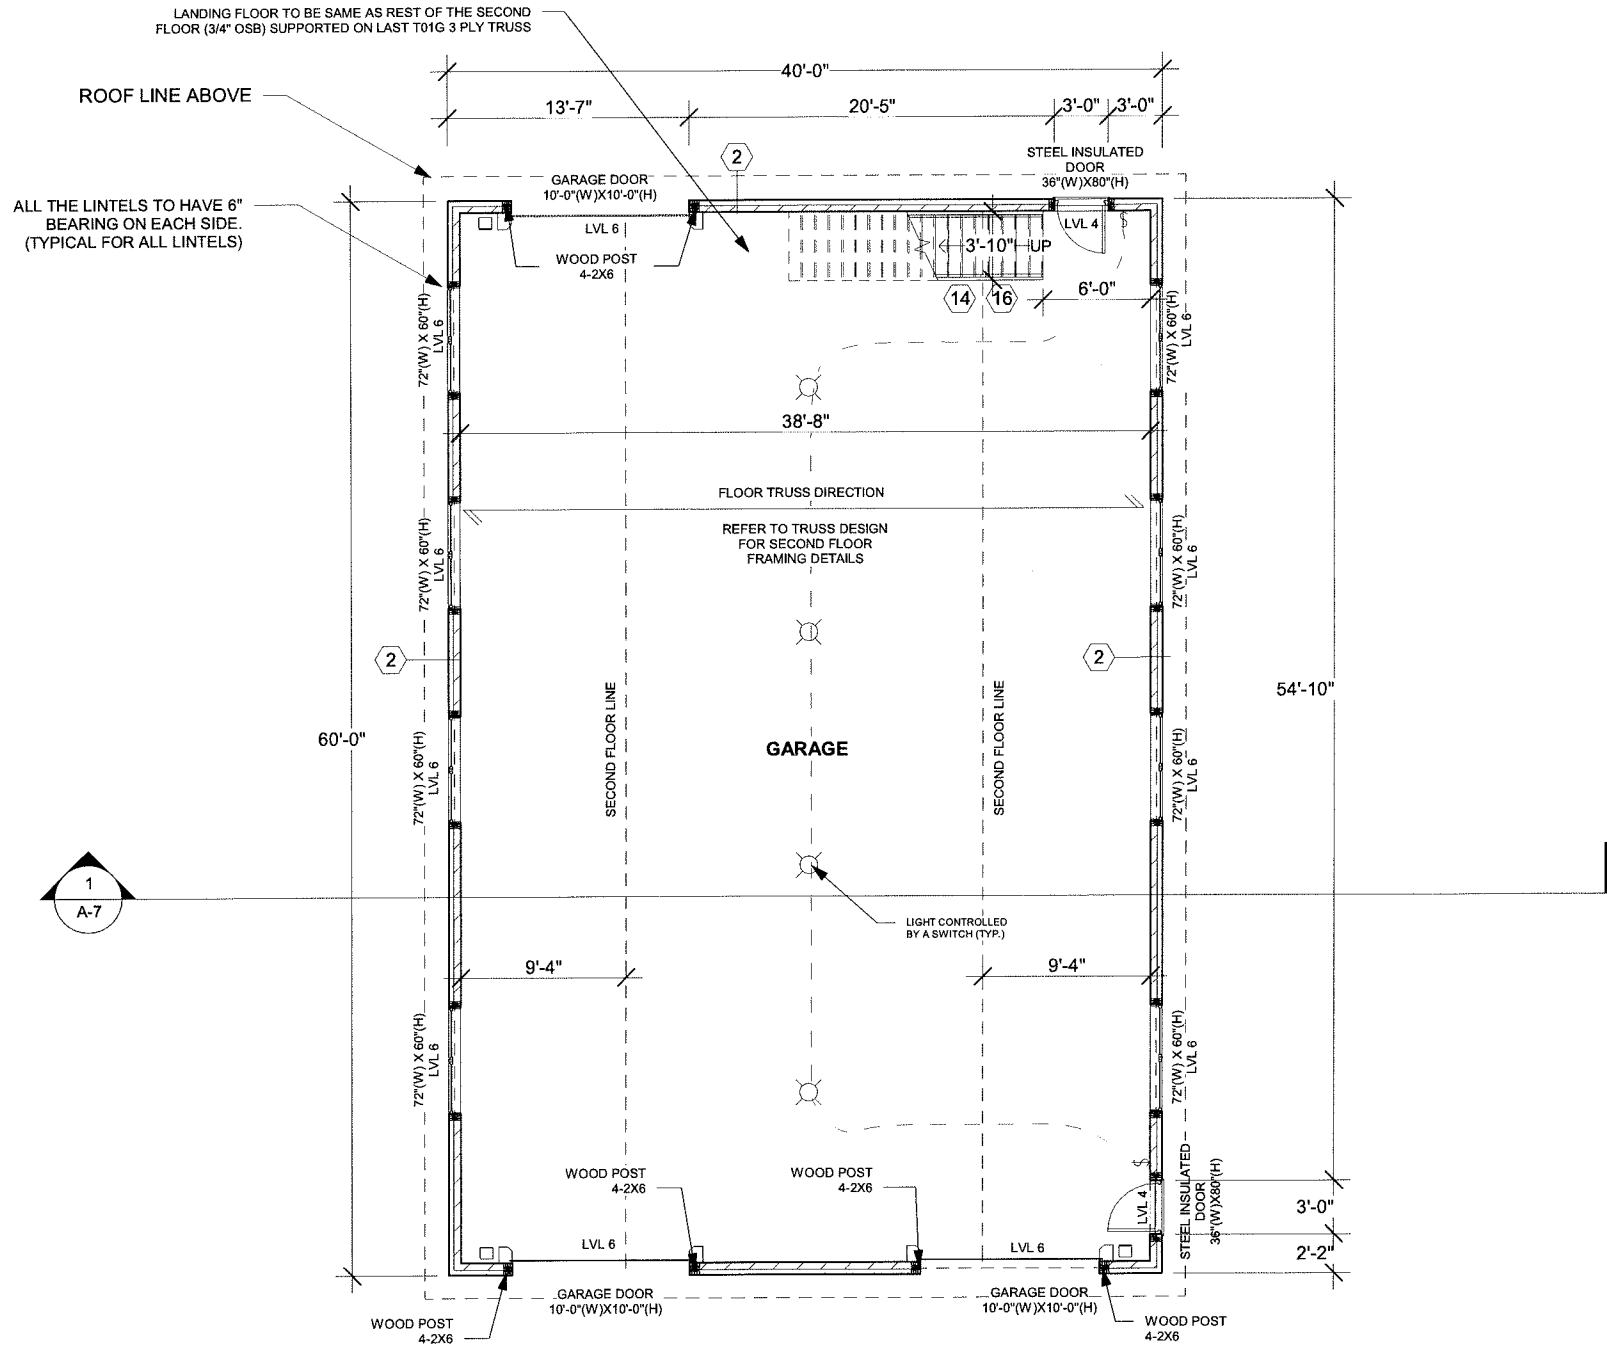 LANDING FLOOR TO BE SAME AS REST OF THE SECOND
FLOOR (3/4" OSB) SUPPORTED ON LAST T01G 3 PLY TRUSS
40'-0"
ROOF LINE ABOVE
13'-7"
20'-5"
3'-0"
3'-0"
2
STEEL INSULATED
DOOR
36"(W)X80"(H)
GARAGE DOOR
10'-0"(W)X10'-0"(H)
ALL THE LINTELS TO HAVE 6"
BEARING ON EACH SIDE.
(TYPICAL FOR ALL LINTELS)
LVL 6
LVL 4
$
WOOD POST
4-2X6
3'-10"
UP
14
16
6'-0"
72"(W) X 60"(H)
LVL 6
72"(W) X 60"(H)
LVL 6
38'-8"
FLOOR TRUSS DIRECTION
REFER TO TRUSS DESIGN
FOR SECOND FLOOR
FRAMING DETAILS
72"(W) X 60"(H)
LVL 6
72"(W) X 60"(H)
LVL 6
2
2
54'-10"
60'-0"
SECOND FLOOR LINE
SECOND FLOOR LINE
GARAGE
72"(W) X 60"(H)
LVL 6
72"(W) X 60"(H)
LVL 6
1
A-7
LIGHT CONTROLLED
BY A SWITCH (TYP.)
9'-4"
9'-4"
72"(W) X 60"(H)
LVL 6
72"(W) X 60"(H)
LVL 6
WOOD POST
4-2X6
WOOD POST
4-2X6
$
LVL 4
STEEL INSULATED
DOOR
36"(W)X80"(H)
3'-0"
2'-2"
LVL 6
LVL 6
GARAGE DOOR
10'-0"(W)X10'-0"(H)
GARAGE DOOR
10'-0"(W)X10'-0"(H)
WOOD POST
4-2X6
WOOD POST
4-2X6